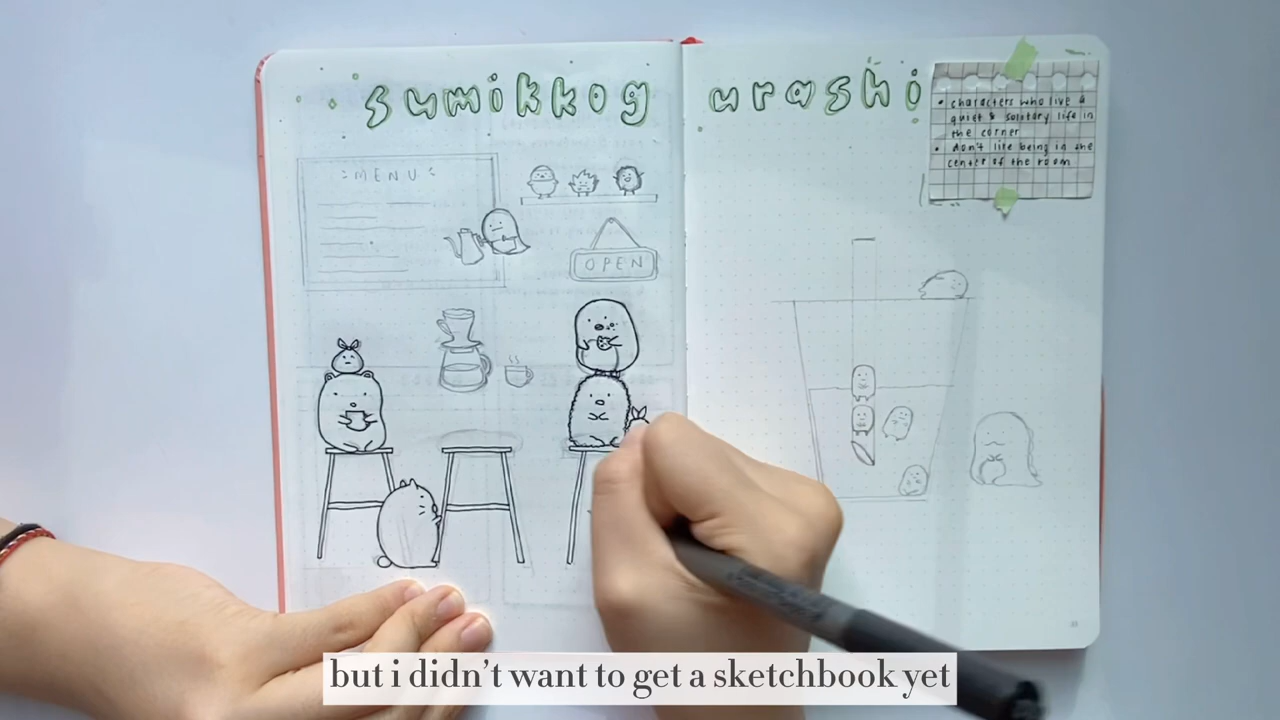 sumikkog urashi
• characters who live a
quiet & solitary life in
the corner
• don't like being in the
center of the room
MENU
OPEN
but i didn't want to get a sketchbook yet